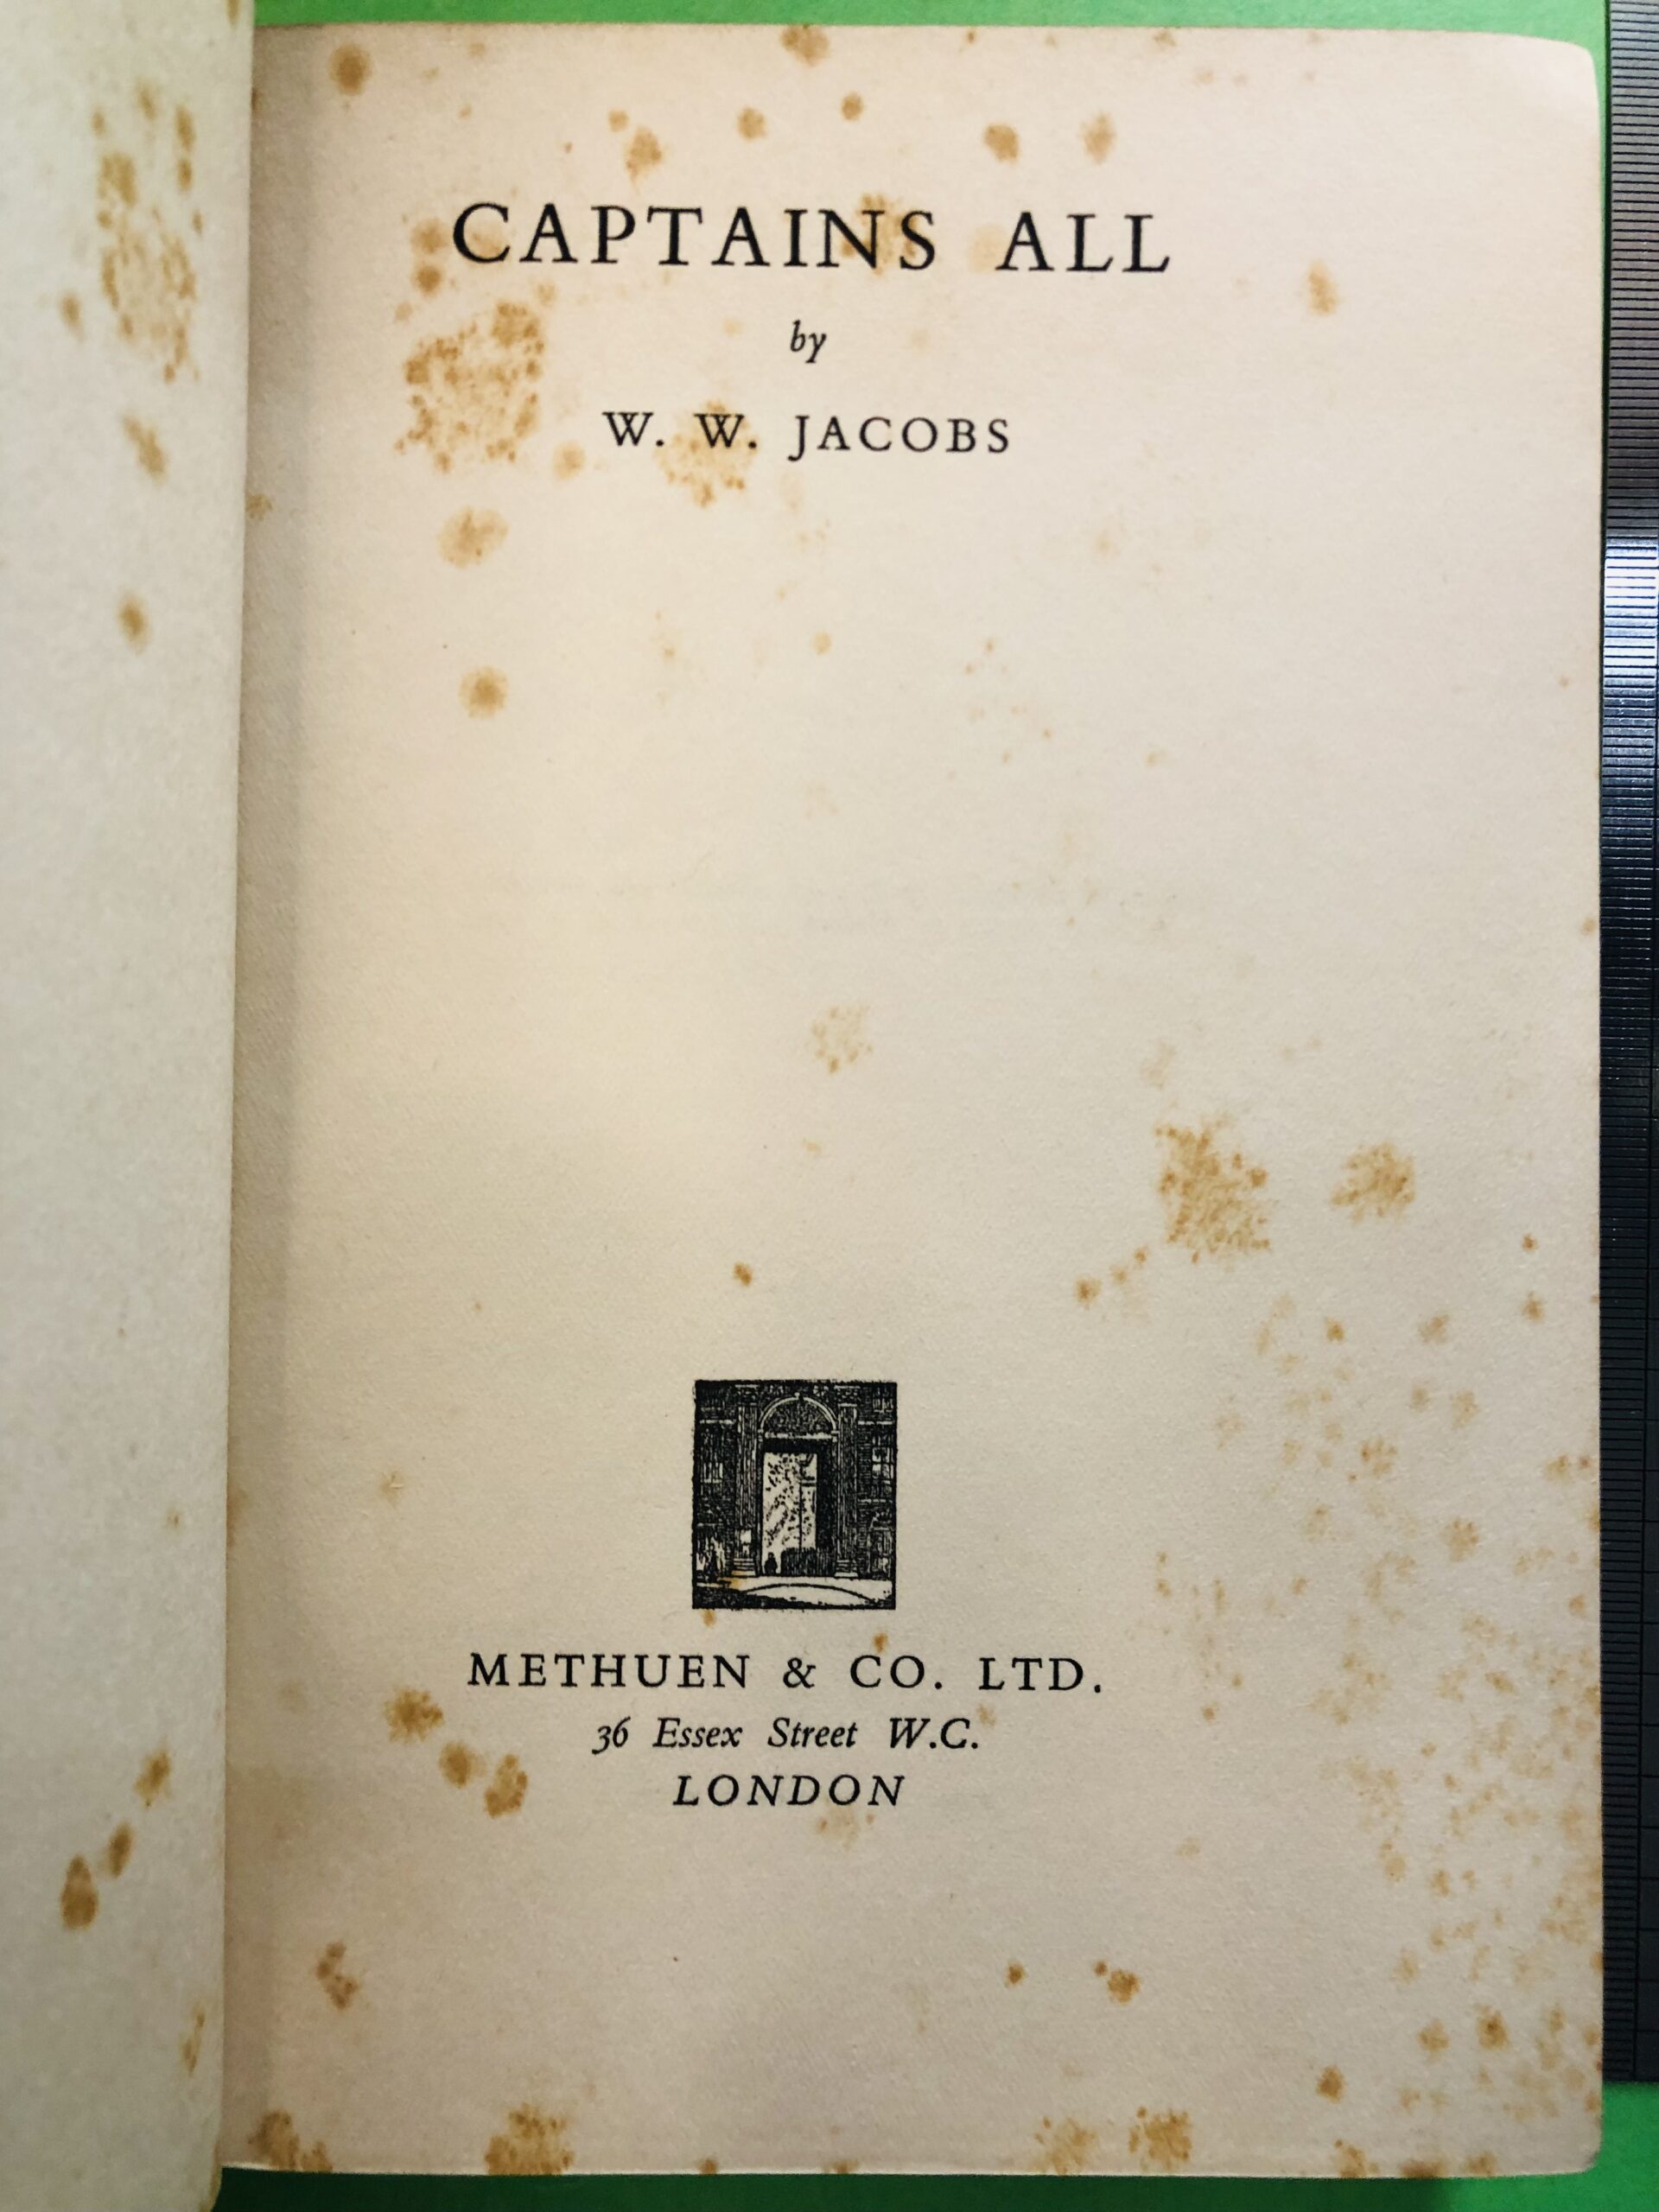 CAPTAINS ALL
by
W. W. JACOBS
METHUEN & CO. LTD.
36 Essex Street W.C.
LONDON